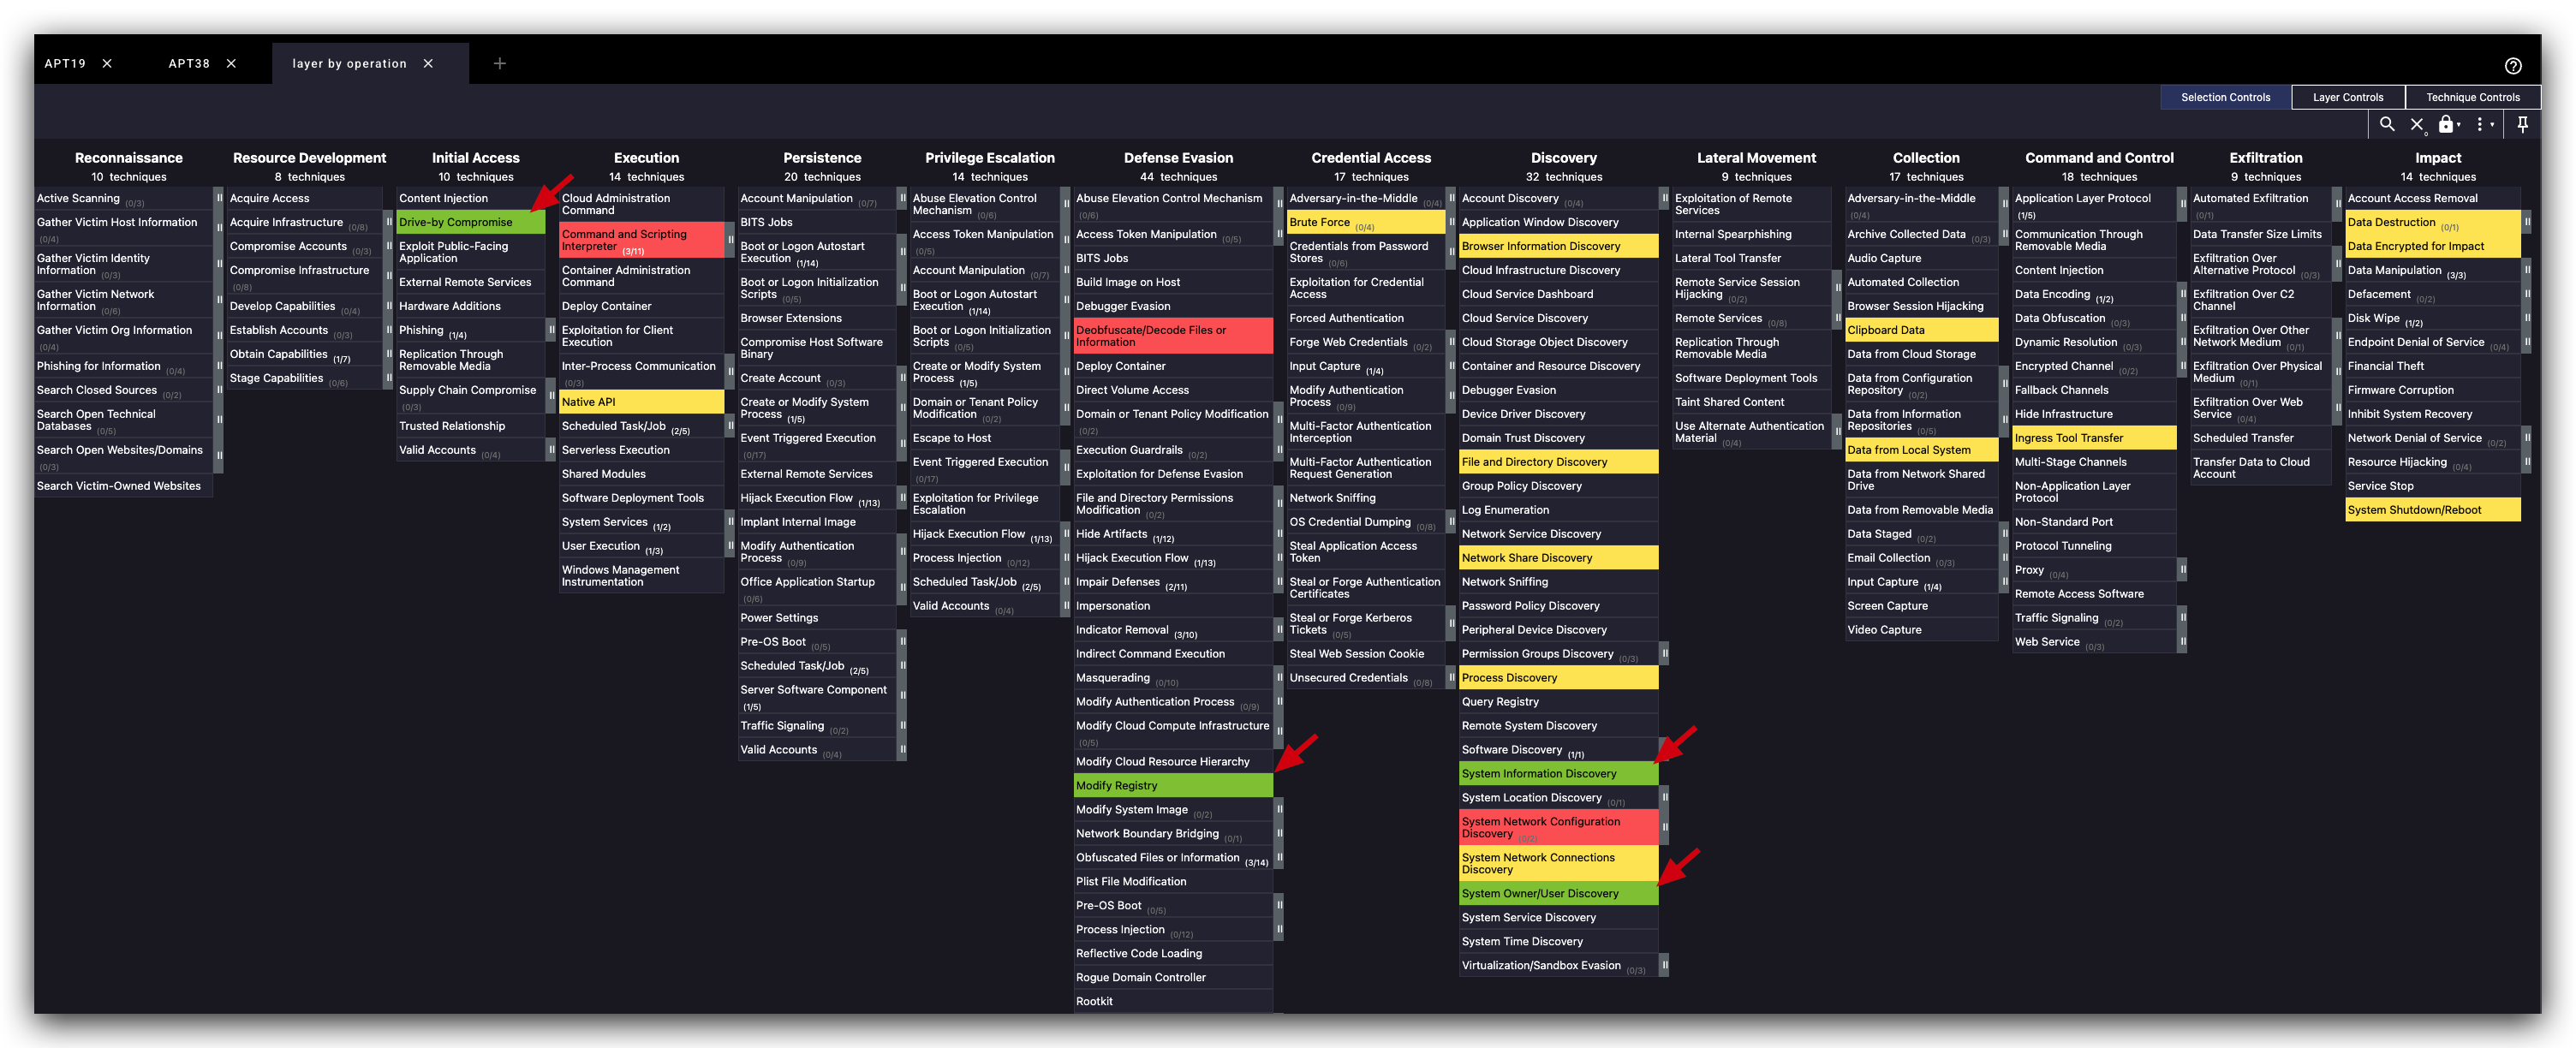 APT19
APT38
layer by operation
Selection Controls
Layer Controls
Technique Controls
0
Reconnaissance
10 techniques
Active Scanning (0/3)
Gather Victim Host Information
(0/4)
Gather Victim Identity
Information (0/3)
Gather Victim Network
Information (0/6)
Gather Victim Org Information
(0/4)
Phishing for Information (0/4)
Search Closed Sources (0/2)
Search Open Technical
Databases (0/5)
Search Open Websites/Domains
(0/3)
Search Victim-Owned Websites
Resource Development
8 techniques
Acquire Access
Acquire Infrastructure (0/8)
Compromise Accounts (0/3)
Compromise Infrastructure
(0/8)
Develop Capabilities (0/4)
Establish Accounts (0/3)
Obtain Capabilities (1/7)
Stage Capabilities (0/6)
Initial Access
10 techniques
Content Injection
Drive-by Compromise
Exploit Public-Facing
Application
External Remote Services
Hardware Additions
Phishing (1/4)
Replication Through
Removable Media
Supply Chain Compromise
(0/3)
Trusted Relationship
Valid Accounts (0/4)
Execution
14 techniques
Cloud Administration
Command
Command and Scripting
Interpreter (3/11)
Container Administration
Command
Deploy Container
Exploitation for Client
Execution
Inter-Process Communication
(0/3)
Native API
Scheduled Task/Job (2/5)
Serverless Execution
Shared Modules
Software Deployment Tools
System Services (1/2)
User Execution (1/3)
Windows Management
Instrumentation
Persistence
20 techniques
Account Manipulation (0/7)
BITS Jobs
Boot or Logon Autostart
Execution (1/14)
Boot or Logon Initialization
Scripts (0/5)
Browser Extensions
Compromise Host Software
Binary
Create Account (0/3)
Create or Modify System
Process (1/5)
Event Triggered Execution
(0/17)
External Remote Services
Hijack Execution Flow (1/13)
Implant Internal Image
Modify Authentication
Process (0/9)
Office Application Startup
(0/6)
Power Settings
Pre-OS Boot (0/5)
Scheduled Task/Job (2/5)
Server Software Component
(1/5)
Traffic Signaling (0/2)
Valid Accounts (0/4)
Privilege Escalation
14 techniques
Abuse Elevation Control
Mechanism (0/6)
Access Token Manipulation
(0/5)
Account Manipulation (0/7)
Boot or Logon Autostart
Execution (1/14)
Boot or Logon Initialization
Scripts (0/5)
Create or Modify System
Process (1/5)
Domain or Tenant Policy
Modification (0/2)
Escape to Host
Event Triggered Execution
(0/17)
Exploitation for Privilege
Escalation
Hijack Execution Flow (1/13)
Process Injection (0/12)
Scheduled Task/Job (2/5)
Valid Accounts (0/4)
Defense Evasion
44 techniques
Abuse Elevation Control Mechanism
(0/6)
Access Token Manipulation (0/5)
BITS Jobs
Build Image on Host
Debugger Evasion
Deobfuscate/Decode Files or
Information
Deploy Container
Direct Volume Access
Domain or Tenant Policy Modification
(0/2)
Execution Guardrails (0/2)
Exploitation for Defense Evasion
File and Directory Permissions
Modification (0/2)
Hide Artifacts (1/12)
Hijack Execution Flow (1/13)
Impair Defenses (2/11)
Impersonation
Indicator Removal (3/10)
Indirect Command Execution
Masquerading (0/10)
Modify Authentication Process (0/9)
Modify Cloud Compute Infrastructure
(0/5)
Modify Cloud Resource Hierarchy
Modify Registry
Modify System Image (0/2)
Network Boundary Bridging (0/1)
Obfuscated Files or Information (3/14)
Plist File Modification
Pre-OS Boot (0/5)
Process Injection (0/12)
Reflective Code Loading
Rogue Domain Controller
Rootkit
Credential Access
17 techniques
Adversary-in-the-Middle (0/4)
Brute Force (0/4)
Credentials from Password
Stores (0/6)
Exploitation for Credential
Access
Forced Authentication
Forge Web Credentials (0/2)
Input Capture (1/4)
Modify Authentication
Process (0/9)
Multi-Factor Authentication
Interception
Multi-Factor Authentication
Request Generation
Network Sniffing
OS Credential Dumping (0/8)
Steal Application Access
Token
Steal or Forge Authentication
Certificates
Steal or Forge Kerberos
Tickets (0/5)
Steal Web Session Cookie
Unsecured Credentials (0/8)
Discovery
32 techniques
Account Discovery (0/4)
Application Window Discovery
Browser Information Discovery
Cloud Infrastructure Discovery
Cloud Service Dashboard
Cloud Service Discovery
Cloud Storage Object Discovery
Container and Resource Discovery
Debugger Evasion
Device Driver Discovery
Domain Trust Discovery
File and Directory Discovery
Group Policy Discovery
Log Enumeration
Network Service Discovery
Network Share Discovery
Network Sniffing
Password Policy Discovery
Peripheral Device Discovery
Permission Groups Discovery (0/3)
Process Discovery
Query Registry
Remote System Discovery
Software Discovery (1/1)
System Information Discovery
System Location Discovery (0/1)
System Network Configuration
Discovery (0/2)
System Network Connections
Discovery
System Owner/User Discovery
System Service Discovery
System Time Discovery
Virtualization/Sandbox Evasion (0/3)
Lateral Movement
9 techniques
Exploitation of Remote
Services
Internal Spearphishing
Lateral Tool Transfer
Remote Service Session
Hijacking (0/2)
Remote Services (0/8)
Replication Through
Removable Media
Software Deployment Tools
Taint Shared Content
Use Alternate Authentication
Material (0/4)
Collection
17 techniques
Adversary-in-the-Middle
(0/4)
Archive Collected Data (0/3)
Audio Capture
Automated Collection
Browser Session Hijacking
Clipboard Data
Data from Cloud Storage
Data from Configuration
Repository (0/2)
Data from Information
Repositories (0/5)
Data from Local System
Data from Network Shared
Drive
Data from Removable Media
Data Staged (0/2)
Email Collection (0/3)
Input Capture (1/4)
Screen Capture
Video Capture
Command and Control
18 techniques
Application Layer Protocol
(1/5)
Communication Through
Removable Media
Content Injection
Data Encoding (1/2)
Data Obfuscation (0/3)
Dynamic Resolution (0/3)
Encrypted Channel (0/2)
Fallback Channels
Hide Infrastructure
Ingress Tool Transfer
Multi-Stage Channels
Non-Application Layer
Protocol
Non-Standard Port
Protocol Tunneling
Proxy (0/4)
Remote Access Software
Traffic Signaling (0/2)
Web Service (0/3)
Exfiltration
9 techniques
Automated Exfiltration
(0/1)
Data Transfer Size Limits
Exfiltration Over
Alternative Protocol (0/3)
Exfiltration Over C2
Channel
Exfiltration Over Other
Network Medium (0/1)
Exfiltration Over Physical
Medium (0/1)
Exfiltration Over Web
Service (0/4)
Scheduled Transfer
Transfer Data to Cloud
Account
Impact
14 techniques
Account Access Removal
Data Destruction (0/1)
Data Encrypted for Impact
Data Manipulation (3/3)
Defacement (0/2)
Disk Wipe (1/2)
Endpoint Denial of Service (0/4)
Financial Theft
Firmware Corruption
Inhibit System Recovery
Network Denial of Service (0/2)
Resource Hijacking (0/4)
Service Stop
System Shutdown/Reboot